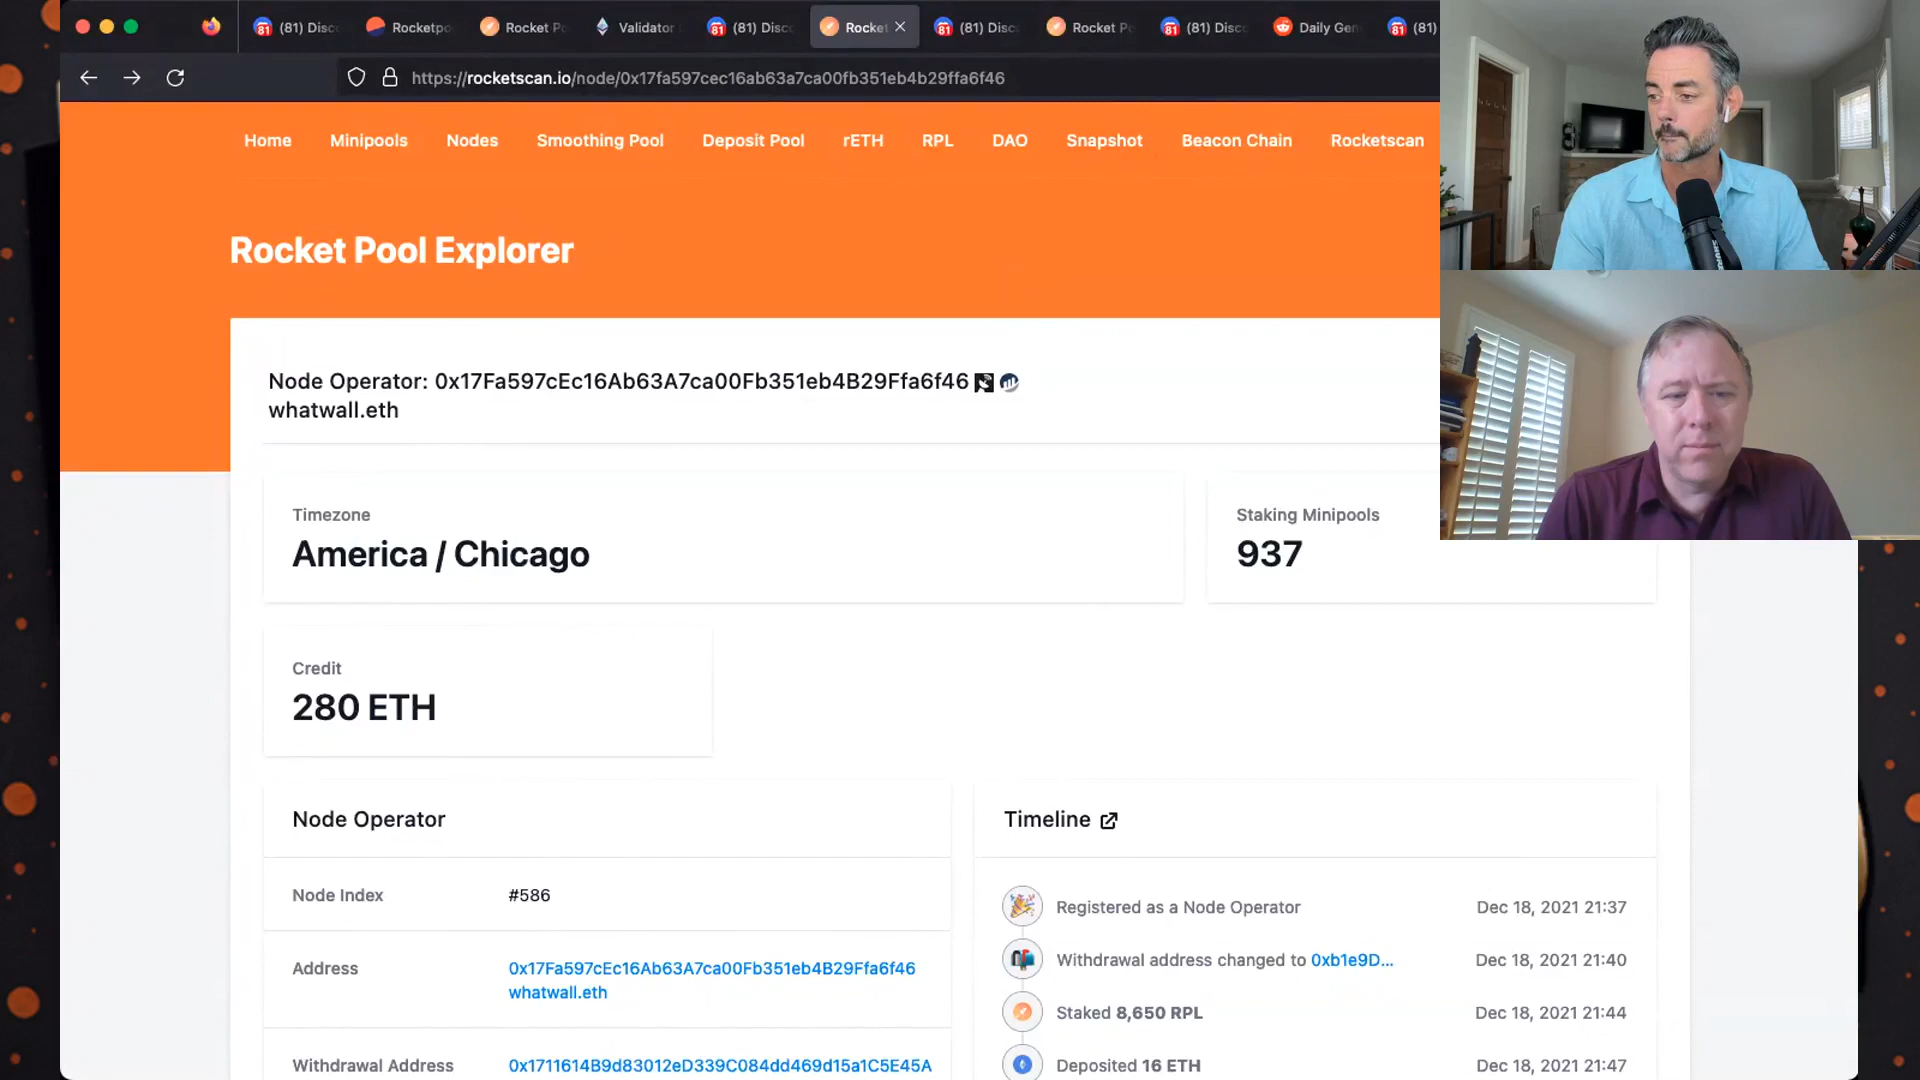 (81) Disc
Rocketpo
Rocket Po
Validator
(81) Disc
Rocket
(81) Disc
Rocket P
(81) Disc
Daily Gen
(81)
https://rocketscan.io/node/0x17fa597cec16ab63a7ca00fb351eb4b29ffa6f46
Home Minipools Nodes Smoothing Pool Deposit Pool rETH RPL DAO Snapshot Beacon Chain Rocketscan
Rocket Pool Explorer
Node Operator: 0x17Fa597cEc16Ab63A7ca00Fb351eb4B29Ffa6f46
whatwall.eth
Timezone
America / Chicago
Staking Minipools
937
Credit
280 ETH
Node Operator
Node Index #586
Address 0x17Fa597cEc16Ab63A7ca00Fb351eb4B29Ffa6f46
whatwall.eth
Withdrawal Address 0x1711614B9d83012eD339C084dd469d15a1C5E45A
Timeline
Registered as a Node Operator Dec 18, 2021 21:37
Withdrawal address changed to 0xb1e9D... Dec 18, 2021 21:40
Staked 8,650 RPL Dec 18, 2021 21:44
Deposited 16 ETH Dec 18, 2021 21:47